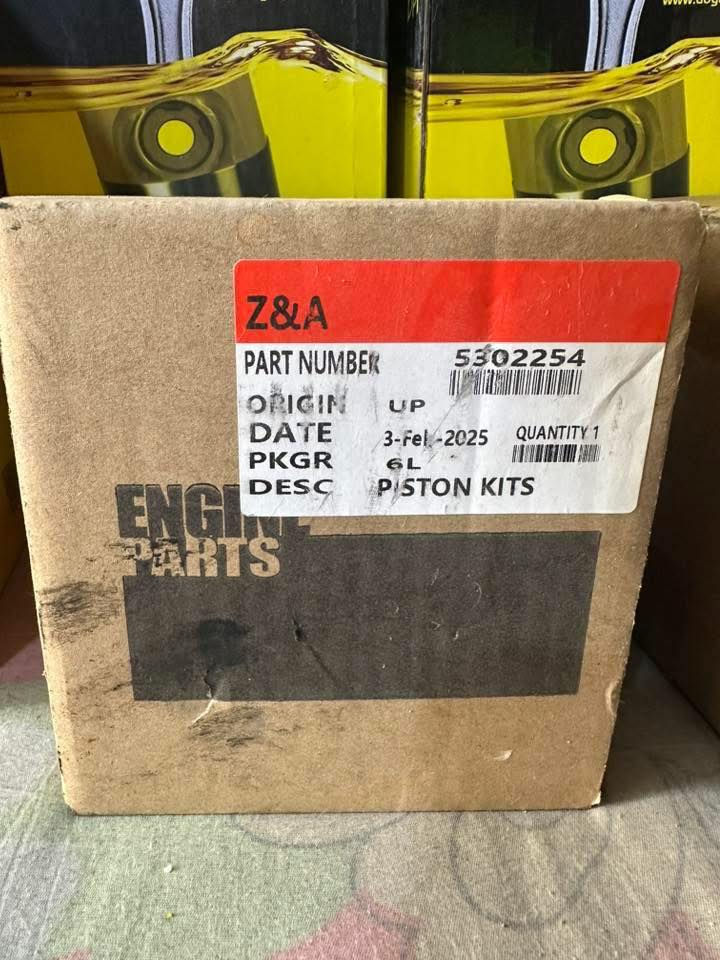 Z&A
PART NUMBER 5302254
ORIGIN UP
DATE 3-Feb-2025 QUANTITY 1
PKGR 6L
DESC PISTON KITS
ENGINE
PARTS